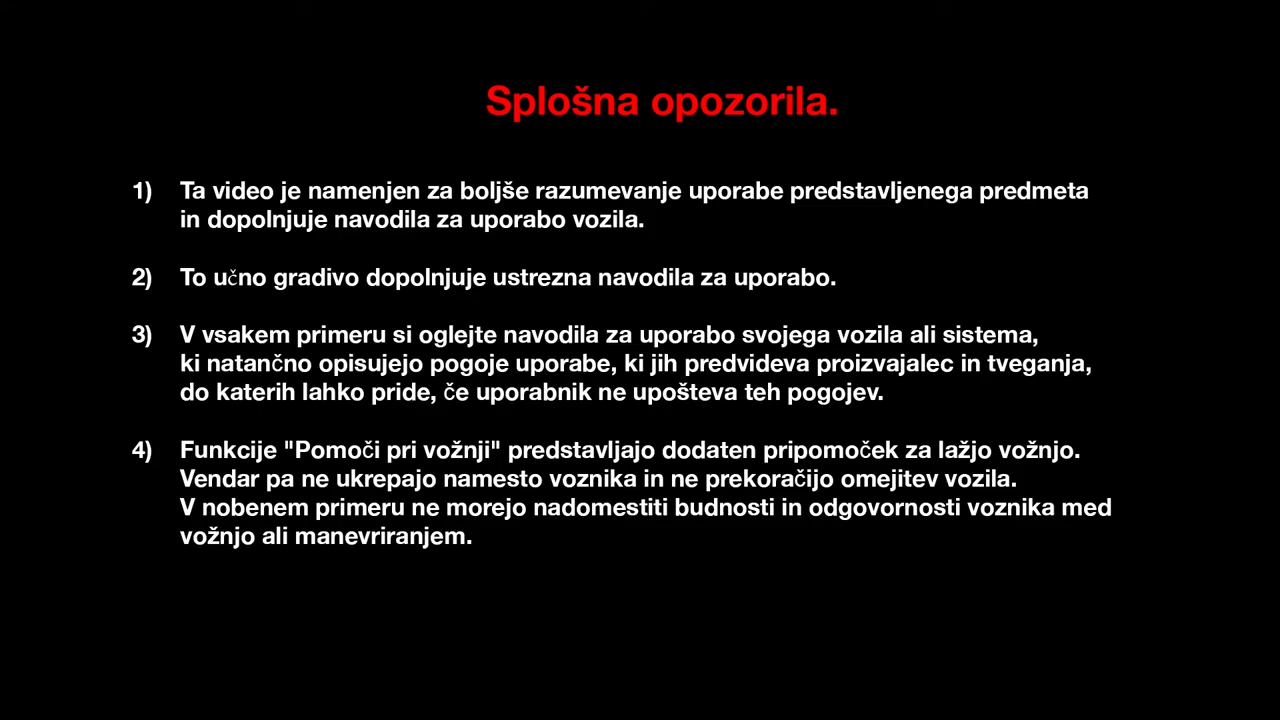 Splošna opozorila.
1) Ta video je namenjen za boljše razumevanje uporabe predstavljenega predmeta
in dopolnjuje navodila za uporabo vozila.
2) To učno gradivo dopolnjuje ustrezna navodila za uporabo.
3) V vsakem primeru si oglejte navodila za uporabo svojega vozila ali sistema,
ki natančno opisujejo pogoje uporabe, ki jih predvideva proizvajalec in tveganja,
do katerih lahko pride, če uporabnik ne upošteva teh pogojev.
4) Funkcije "Pomoči pri vožnji" predstavljajo dodaten pripomoček za lažjo vožnjo.
Vendar pa ne ukrepajo namesto voznika in ne prekoračijo omejitev vozila.
V nobenem primeru ne morejo nadomestiti budnosti in odgovornosti voznika med
vožnjo ali manevriranjem.